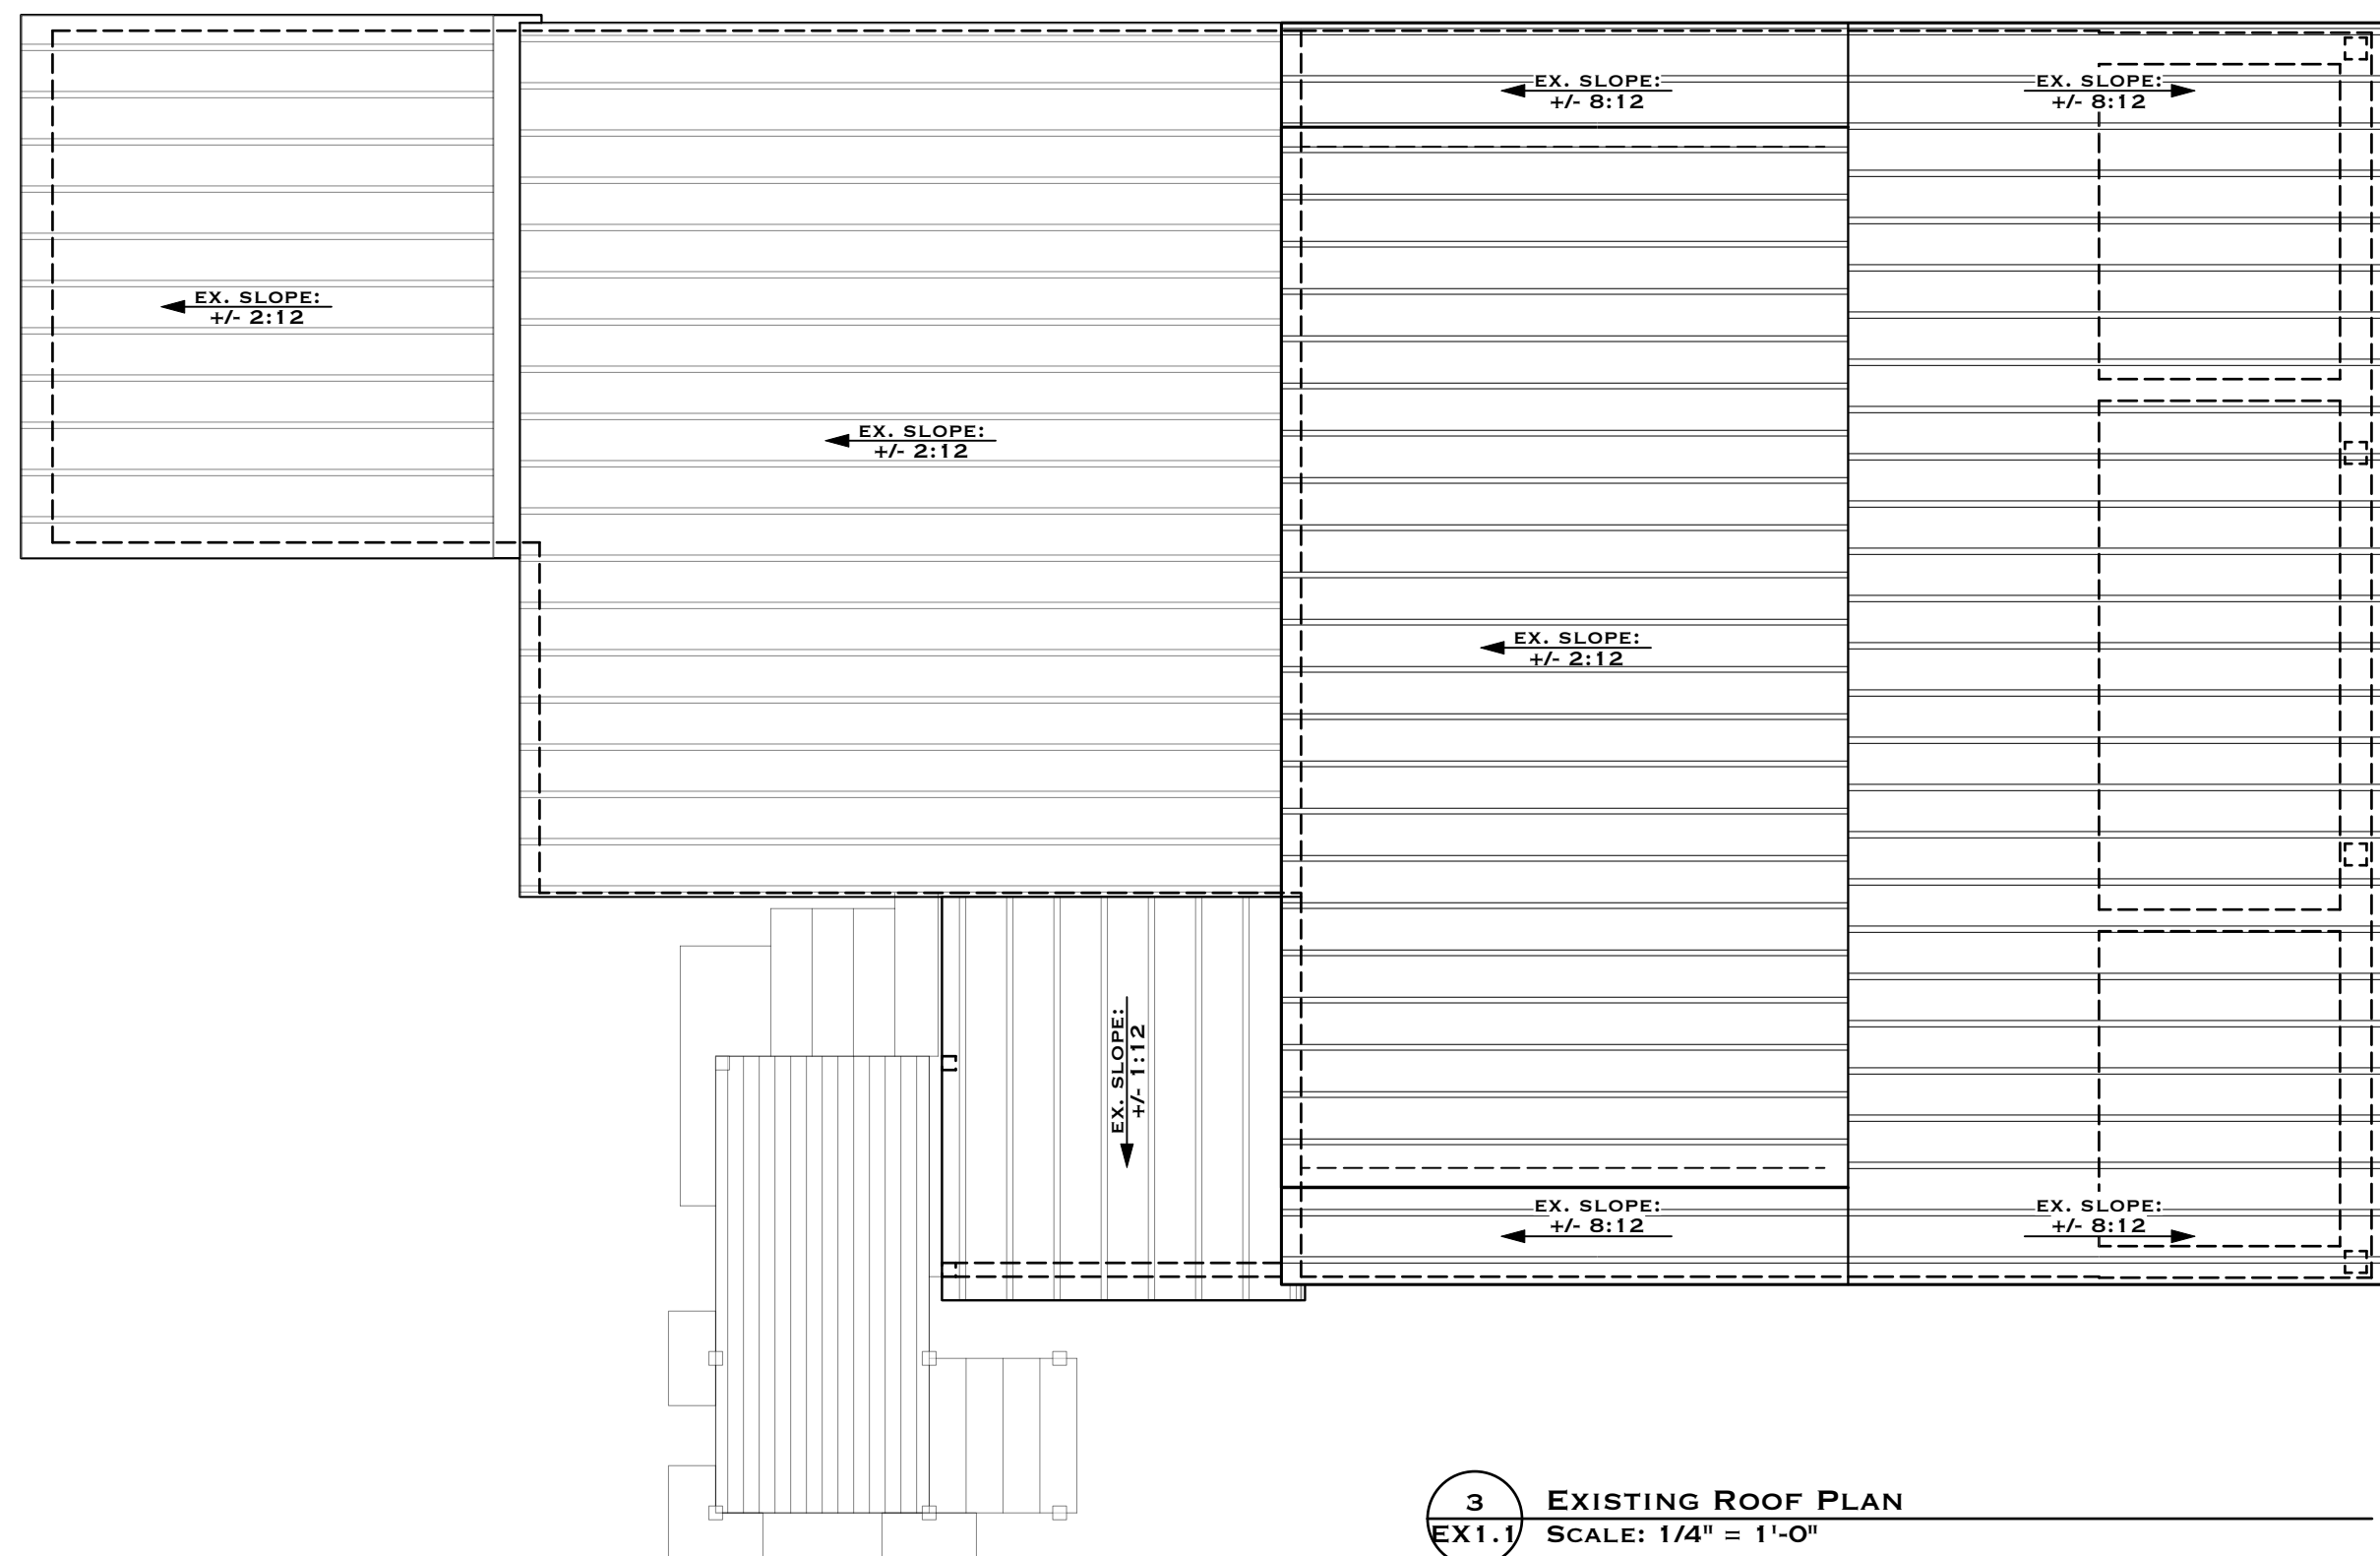 EX. SLOPE:
+/- 8:12
EX. SLOPE:
+/- 8:12
EX. SLOPE:
+/- 2:12
EX. SLOPE:
+/- 2:12
EX. SLOPE:
+/- 2:12
EX. SLOPE:
+/- 1:12
EX. SLOPE:
+/- 8:12
EX. SLOPE:
+/- 8:12
3
EXISTING ROOF PLAN
EX1.1
SCALE: 1/4" = 1'-0"